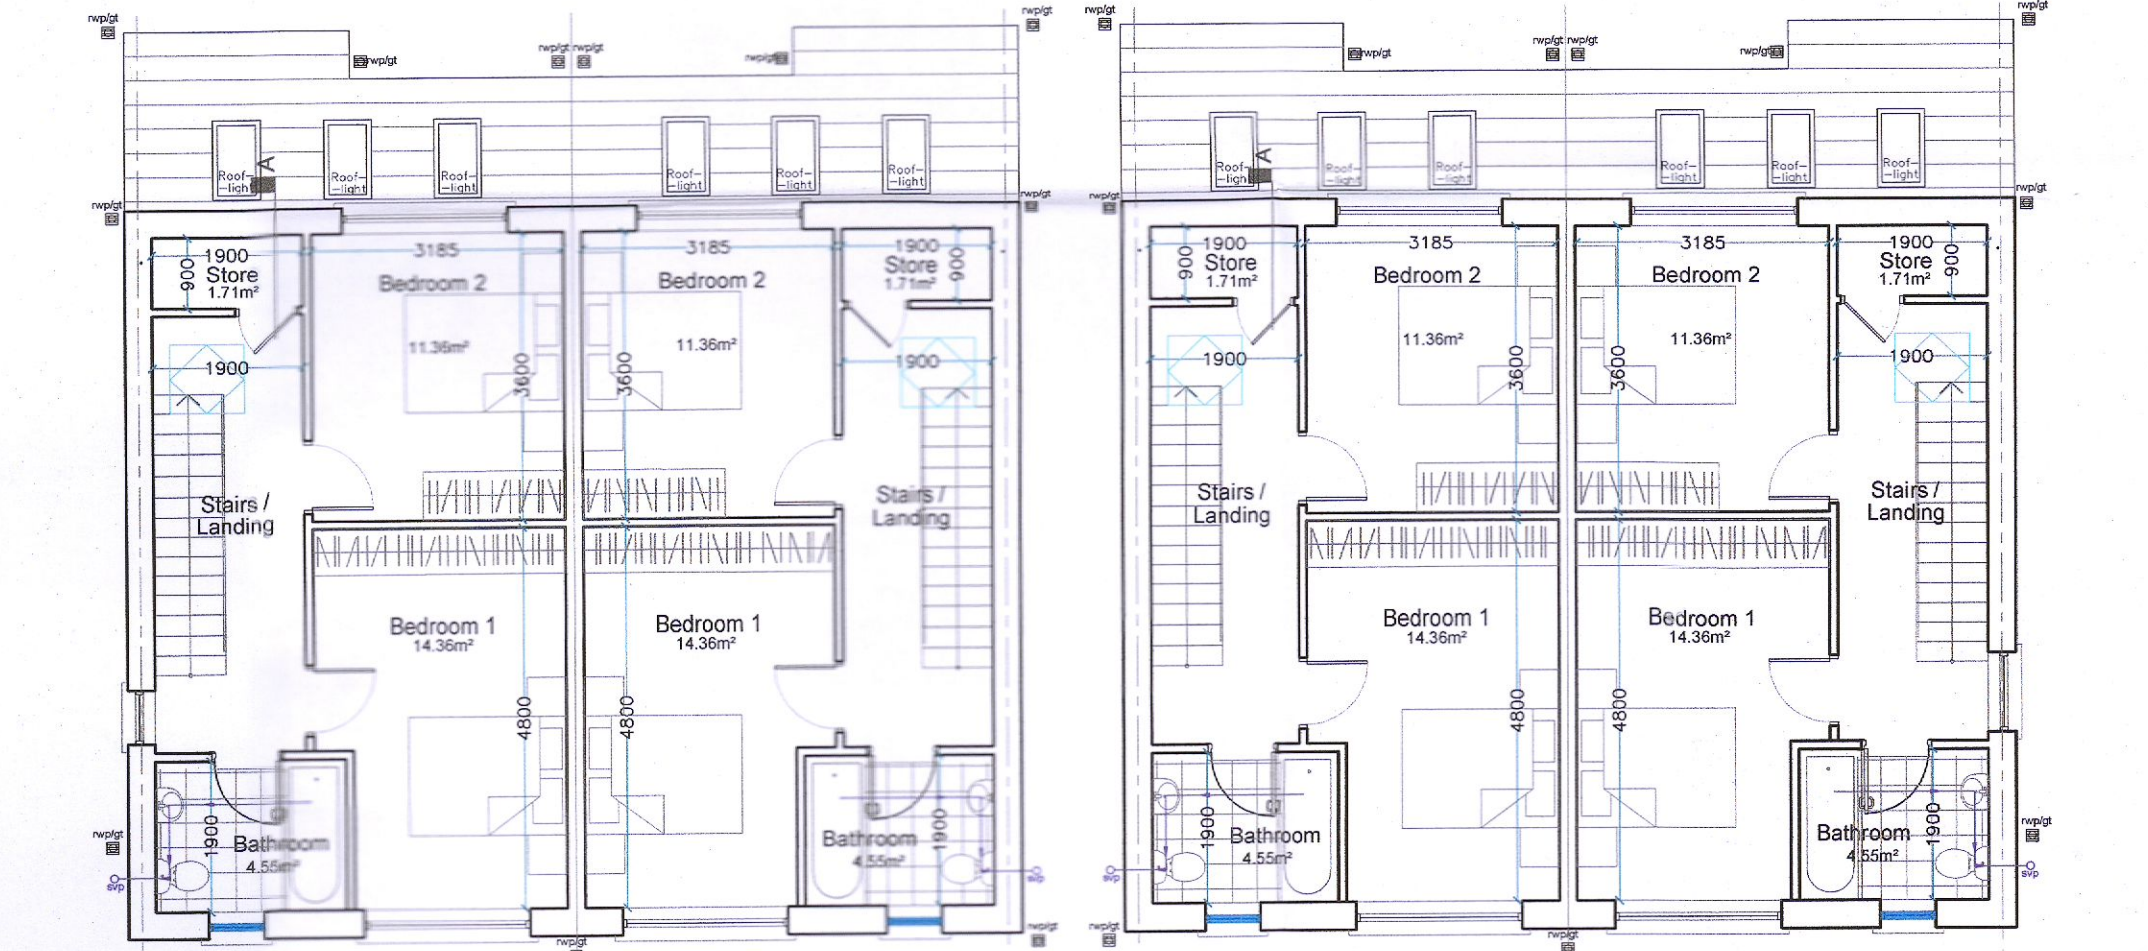 rwp/gt
rwp/gt
rwp/gt
rwp/gt
rwp/gt
rwp/gt
rwp/gt
rwp/gt
rwp/gt
rwp/gt
rwp/gt
rwp/gt
Roof-
-light
A
Roof-
-light
Roof-
-light
Roof-
-light
Roof-
-light
Roof-
-light
Roof-
-light
A
Roof-
-light
Roof-
-light
Roof-
-light
Roof-
-light
Roof-
-light
rwp/gt
rwp/gt
rwp/gt
rwp/gt
1900
900
Store
1.71m²
3185
Bedroom 2
11.36m²
3600
3185
Bedroom 2
11.36m²
3600
1900
900
Store
1.71m²
1900
900
Store
1.71m²
3185
Bedroom 2
11.36m²
3600
3185
Bedroom 2
11.36m²
3600
1900
900
Store
1.71m²
1900
1900
1900
1900
Stairs /
Landing
Stairs /
Landing
Stairs /
Landing
Stairs /
Landing
Bedroom 1
14.36m²
4800
Bedroom 1
14.36m²
4800
Bedroom 1
14.36m²
4800
Bedroom 1
14.36m²
4800
rwp/gt
1900
Bathroom
4.55m²
svp
Bathroom
4.55m²
1900
svp
1900
Bathroom
4.55m²
svp
Bathroom
4.55m²
1900
rwp/gt
svp
rwp/gt
rwp/gt
rwp/gt
rwp/gt